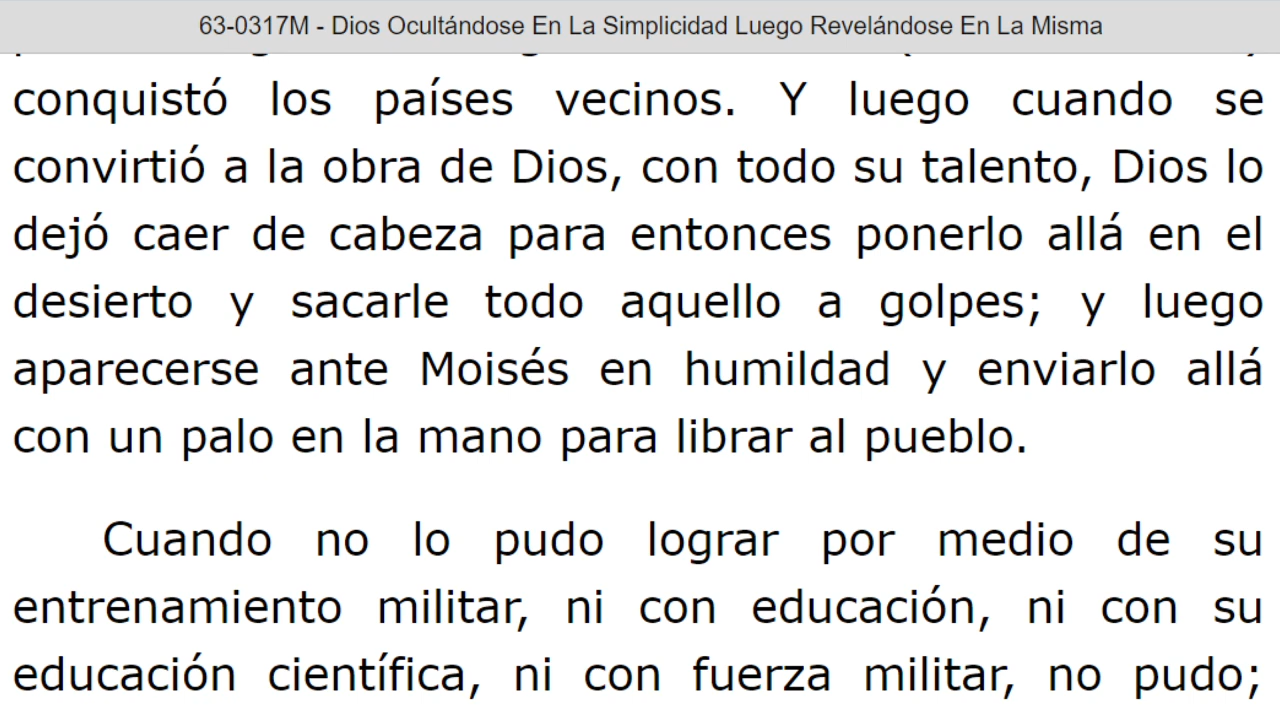 63-0317M - Dios Ocultándose En La Simplicidad Luego Revelándose En La Misma
conquistó los países vecinos. Y luego cuando se
convirtió a la obra de Dios, con todo su talento, Dios lo
dejó caer de cabeza para entonces ponerlo allá en el
desierto y sacarle todo aquello a golpes; y luego
aparecerse ante Moisés en humildad y enviarlo allá
con un palo en la mano para librar al pueblo.
Cuando no lo pudo lograr por medio de su
entrenamiento militar, ni con educación, ni con su
educación científica, ni con fuerza militar, no pudo;